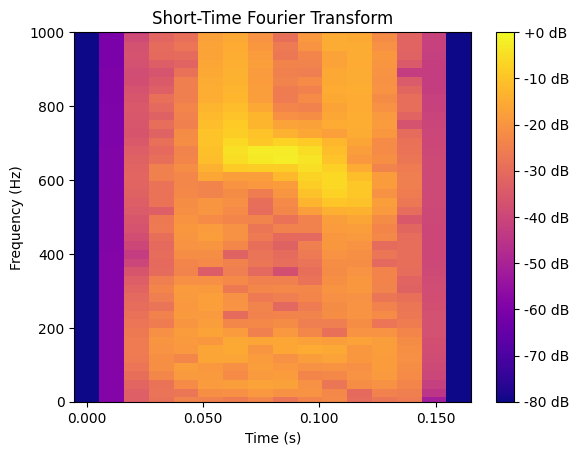 Short-Time Fourier Transform
1000
800
600
400
200
0
Frequency (Hz)
0.000
0.050
0.100
0.150
Time (s)
+0 dB
-10 dB
-20 dB
-30 dB
-40 dB
-50 dB
-60 dB
-70 dB
-80 dB